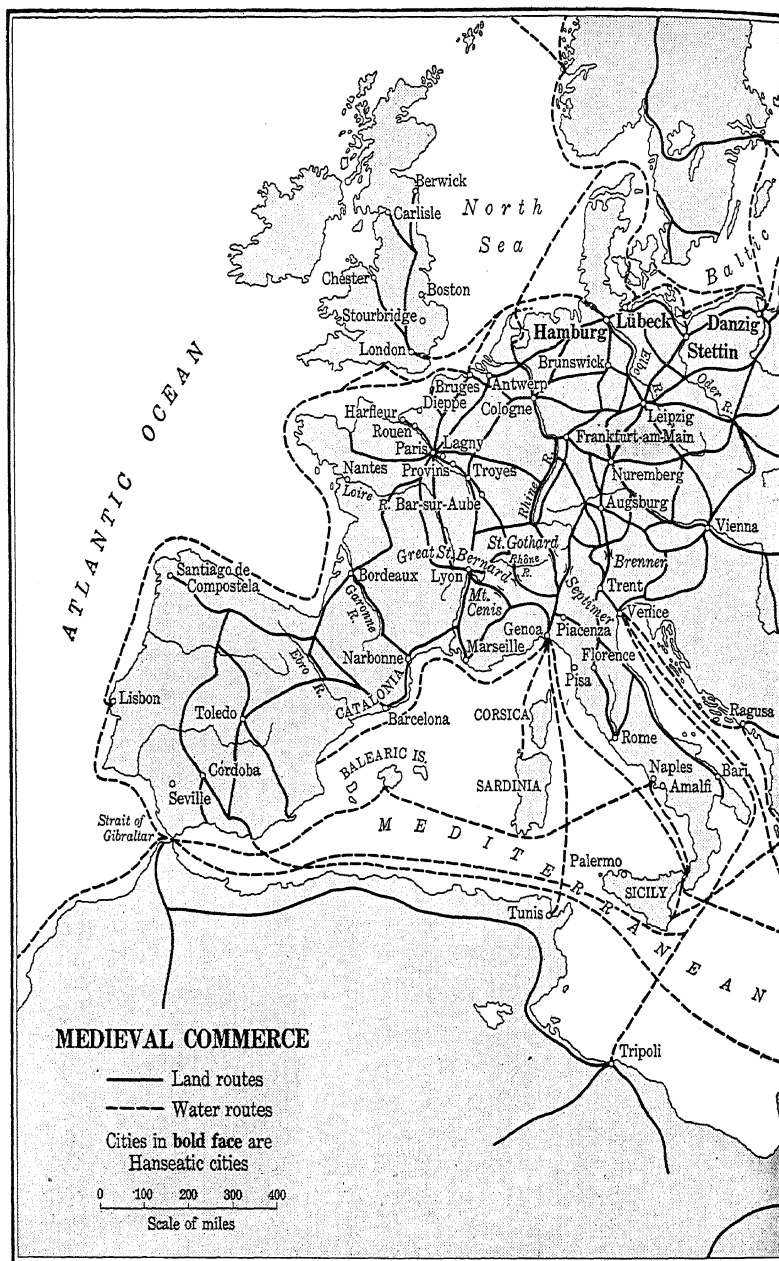 Berwick
North
Sea
Carlisle
Baltic
Chester
Boston
Stourbridge
London
Hamburg
Lübeck
Danzig
Stettin
Brunswick
Elbe
R.
Oder R.
Bruges
Antwerp
Dieppe
Cologne
Leipzig
Harfleur
Rouen
Paris
Lagny
Frankfurt-am-Main
Nantes
Provins
Troyes
Rhine
R.
Nuremberg
Loire
R.
Bar-sur-Aube
Augsburg
Vienna
ATLANTIC OCEAN
Great St. Bernard
St. Gothard
Rhône
R.
Brenner
Santiago de
Compostela
Bordeaux
Lyon
Septimer
Trent
Garonne
R.
Mt.
Cenis
Venice
Genoa
Piacenza
Ebro
R.
Narbonne
Marseille
Florence
CATALONIA
Pisa
Lisbon
Toledo
Barcelona
CORSICA
Ragusa
Rome
BALEARIC IS.
Cordoba
SARDINIA
Naples
Bari
Amalfi
Seville
Strait of
Gibraltar
MEDITERRANEAN
Palermo
SICILY
Tunis
Tripoli
MEDIEVAL COMMERCE
Land routes
Water routes
Cities in bold face are
Hanseatic cities
0 100 200 300 400
Scale of miles